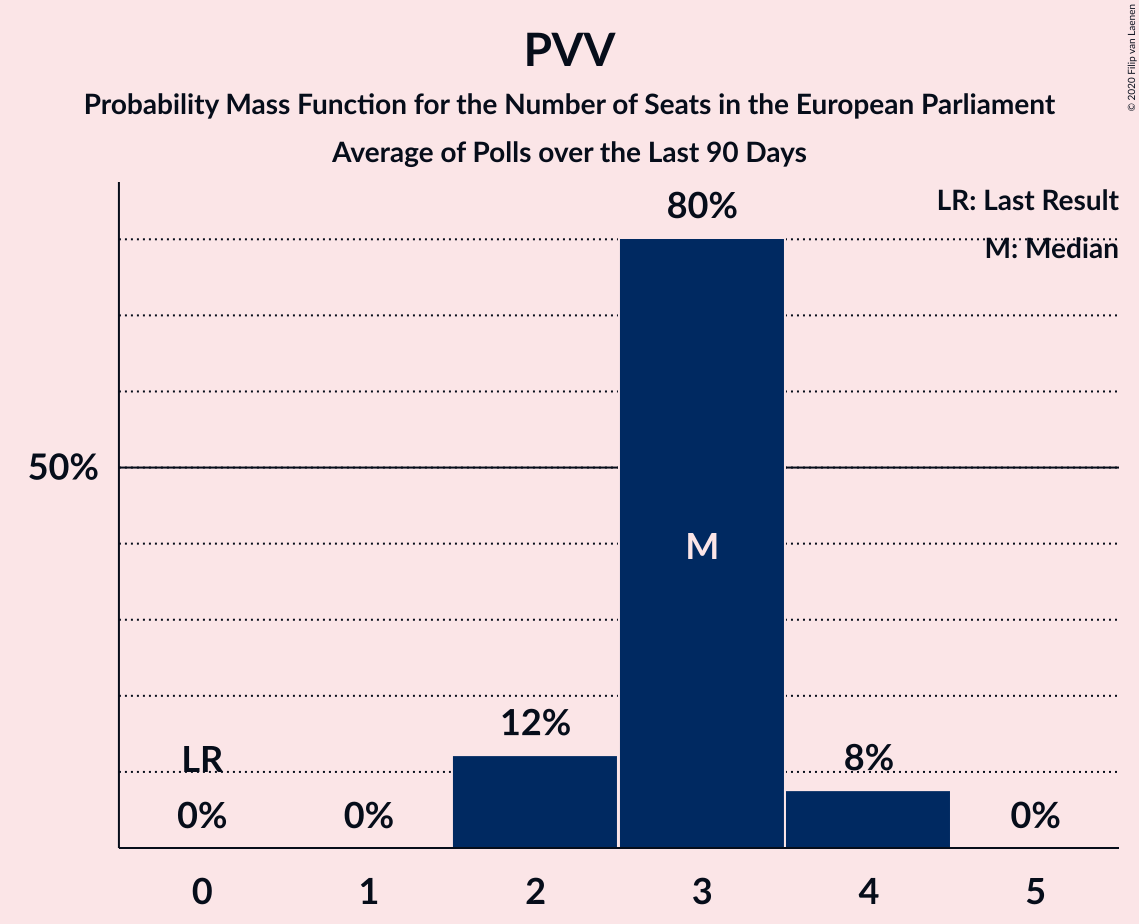 PVV
Probability Mass Function for the Number of Seats in the European Parliament
Average of Polls over the Last 90 Days
© 2020 Filip van Laenen
LR: Last Result
M: Median
80%
50%
M
12%
LR
8%
0%
0%
0%
0 1 2 3 4 5